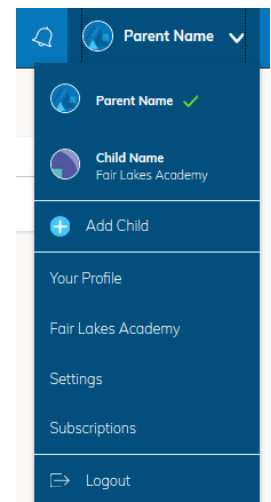 Parent Name
Parent Name
Child Name
Fair Lakes Academy
Add Child
Your Profile
Fair Lakes Academy
Settings
Subscriptions
Logout